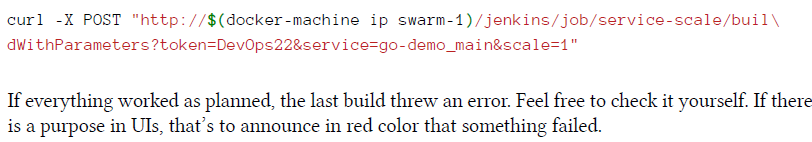 curl -X POST "http://$(docker-machine ip swarm-1)/jenkins/job/service-scale/buil\
dWithParameters?token=DevOps22&service=go-demo_main&scale=1"
If everything worked as planned, the last build threw an error. Feel free to check it yourself. If there
is a purpose in UIs, that’s to announce in red color that something failed.